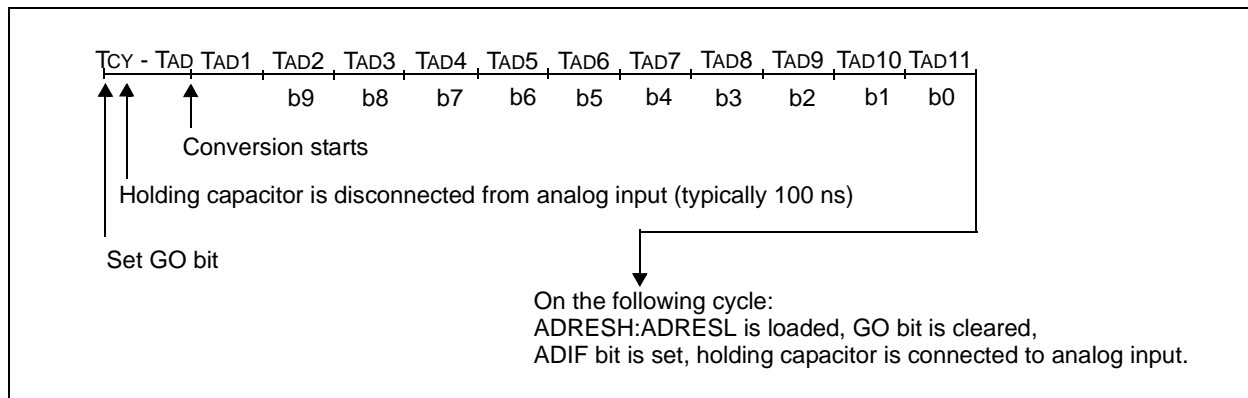 TCY - TAD TAD1 TAD2 TAD3 TAD4 TAD5 TAD6 TAD7 TAD8 TAD9 TAD10 TAD11
b9 b8 b7 b6 b5 b4 b3 b2 b1 b0
Conversion starts
Holding capacitor is disconnected from analog input (typically 100 ns)
Set GO bit
On the following cycle:
ADRESH:ADRESL is loaded, GO bit is cleared,
ADIF bit is set, holding capacitor is connected to analog input.